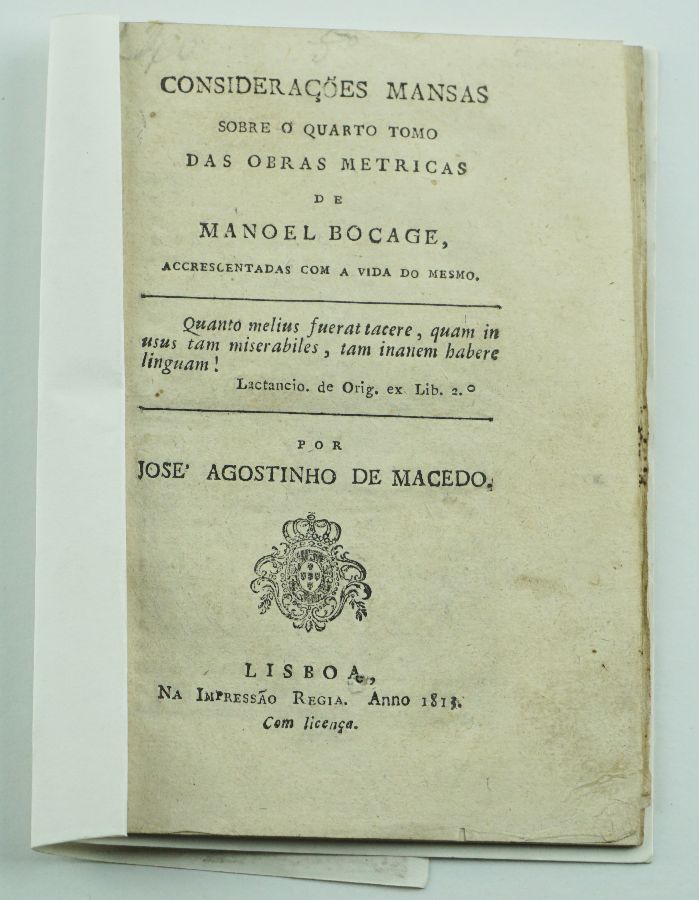 CONSIDERAÇÕES MANSAS
SOBRE O QUARTO TOMO
DAS OBRAS METRICAS
DE
MANOEL BOCAGE,
ACCRESCENTADAS COM A VIDA DO MESMO.
Quanto melius fuerat tacere, quam in
usus tam miserabiles, tam inanem habere
linguam!
Lactancio. de Orig. ex Lib. 2.º
POR
JOSE' AGOSTINHO DE MACEDO.
LISBOA,
NA IMPRESSÃO REGIA. Anno 1813.
Com licença.